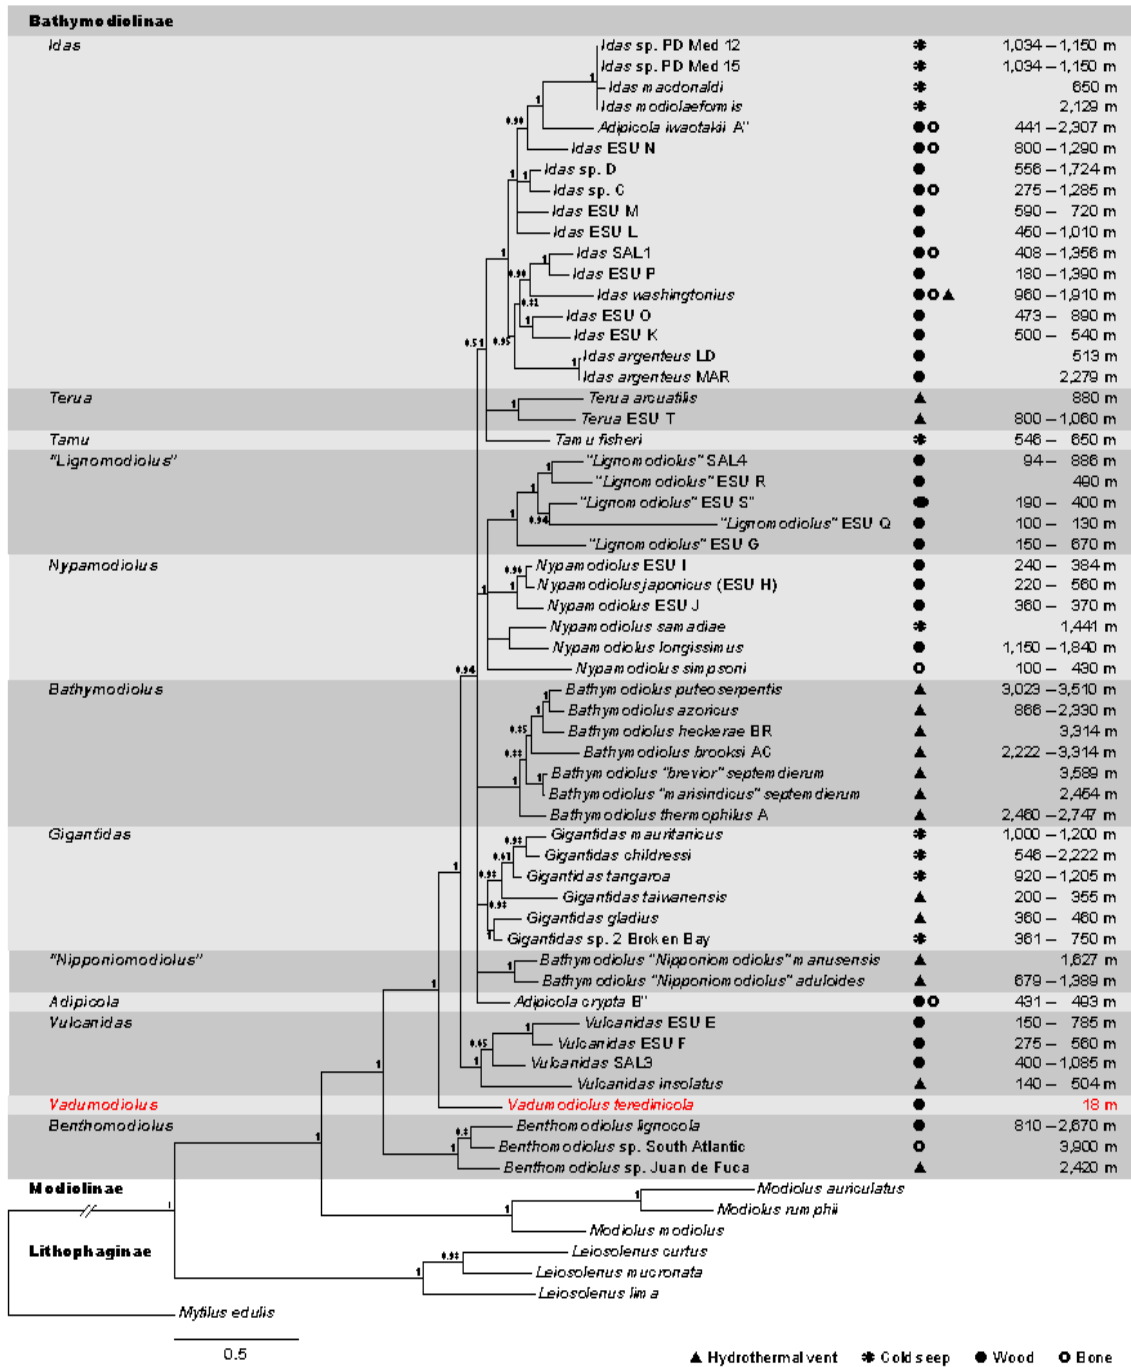 Bathymodiolinae
Idas
Idas sp. PD Med 12 1,034 – 1,150 m
Idas sp. PD Med 15 1,034 – 1,150 m
Idas macdonaldi 650 m
Idas modiolaeformis 2,129 m
Adipicola iwaotakii A" 441 – 2,307 m
Idas ESU N 800 – 1,290 m
Idas sp. D 556 – 1,724 m
Idas sp. C 275 – 1,285 m
Idas ESU M 590 – 720 m
Idas ESU L 450 – 1,010 m
Idas SAL1 408 – 1,356 m
Idas ESU P 180 – 1,390 m
Idas washingtonius 960 – 1,910 m
Idas ESU O 473 – 890 m
Idas ESU K 500 – 540 m
Idas argenteus LD 513 m
Idas argenteus MAR 2,279 m
Terua Terua arcuatilis 880 m
Terua ESU T 800 – 1,060 m
Tamu Tamu fisheri 546 – 650 m
"Lignomodiolus" "Lignomodiolus" SAL4 94 – 886 m
"Lignomodiolus" ESU R 490 m
"Lignomodiolus" ESU S" 190 – 400 m
"Lignomodiolus" ESU Q 100 – 130 m
"Lignomodiolus" ESU G 150 – 670 m
Nypamodiolus Nypamodiolus ESU I 240 – 384 m
Nypamodiolus japonicus (ESU H) 220 – 560 m
Nypamodiolus ESU J 360 – 370 m
Nypamodiolus samadiae 1,441 m
Nypamodiolus longissimus 1,150 – 1,840 m
Nypamodiolus simpsoni 100 – 430 m
Bathymodiolus Bathymodiolus puteoserpentis 3,023 – 3,510 m
Bathymodiolus azoricus 866 – 2,330 m
Bathymodiolus heckerae BR 3,314 m
Bathymodiolus brooksi AC 2,222 – 3,314 m
Bathymodiolus "brevior" septemdierum 3,589 m
Bathymodiolus "marisindicus" septemdierum 2,454 m
Bathymodiolus thermophilus A 2,460 – 2,747 m
Gigantidas Gigantidas mauritanicus 1,000 – 1,200 m
Gigantidas childressi 546 – 2,222 m
Gigantidas tangaroa 920 – 1,205 m
Gigantidas taiwanensis 200 – 355 m
Gigantidas gladius 360 – 460 m
Gigantidas sp. 2 Broken Bay 361 – 750 m
"Nipponiomodiolus" Bathymodiolus "Nipponiomodiolus" manusensis 1,627 m
Bathymodiolus "Nipponiomodiolus" aduloides 679 – 1,389 m
Adipicola Adipicola crypta B" 431 – 493 m
Vulcanidas Vulcanidas ESU E 150 – 785 m
Vulcanidas ESU F 275 – 560 m
Vulcanidas SAL3 400 – 1,085 m
Vulcanidas insolatus 140 – 504 m
Vadumodiolus Vadumodiolus teredinicola 18 m
Benthomodiolus Benthomodiolus lignocola 810 – 2,670 m
Benthomodiolus sp. South Atlantic 3,900 m
Benthomodiolus sp. Juan de Fuca 2,420 m
Modiolinae Modiolus auriculatus
Modiolus rumphii
Modiolus modiolus
Lithophaginae Leiosolenus curtus
Leiosolenus mucronata
Leiosolenus lima
Mytilus edulis
0.5
Hydrothermal vent Cold seep Wood Bone